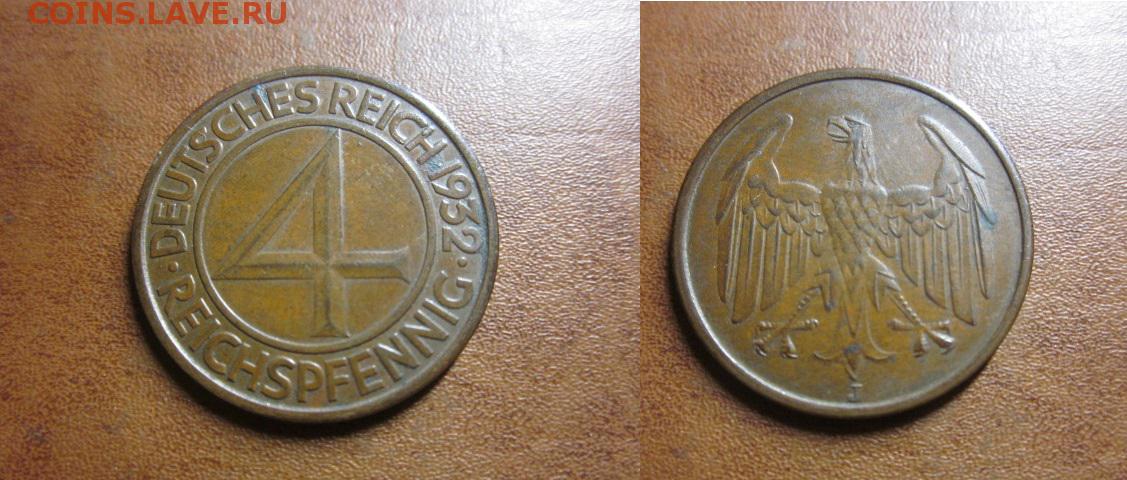 COINS.LAVE.RU
DEUTSCHES REICH 1932
REICHSPFENNIG
4
J